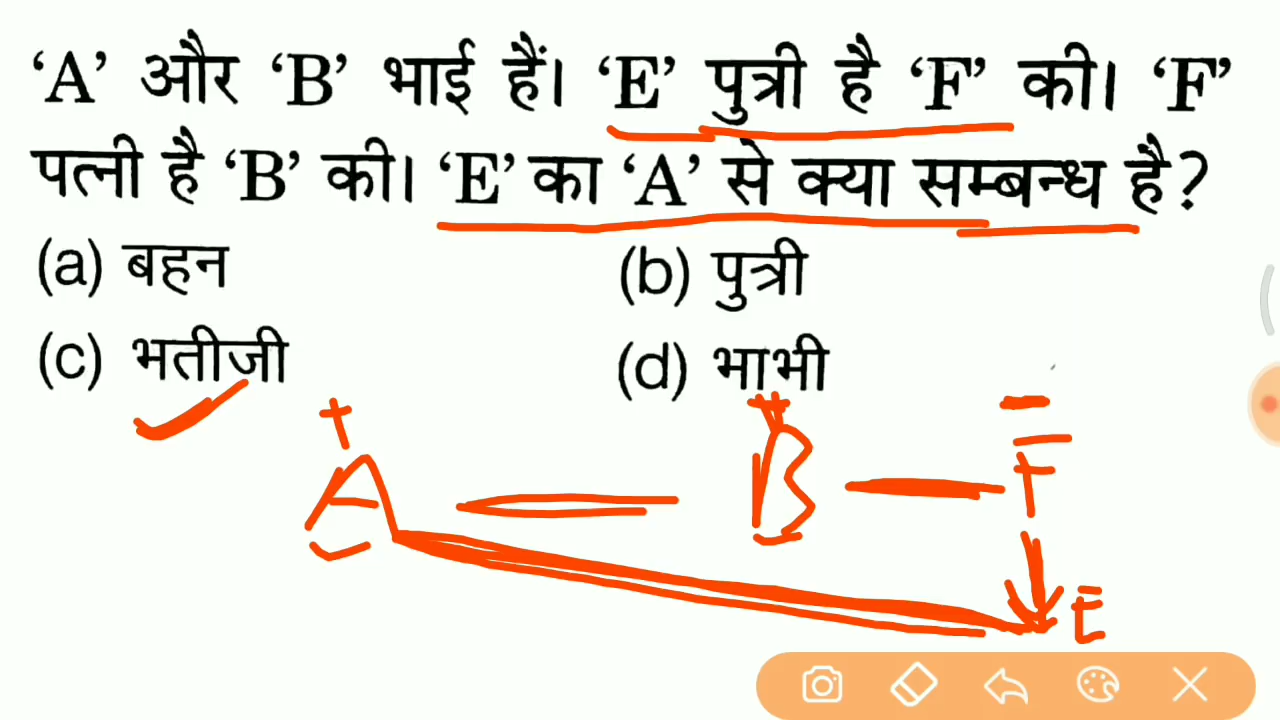 ‘A’ और ‘B’ भाई हैं। ‘E’ पुत्री है ‘F’ की। ‘F’
पत्नी है ‘B’ की। ‘E’ का ‘A’ से क्या सम्बन्ध है?
(a) बहन (b) पुत्री
(c) भतीजी (d) भाभी
A B F
E